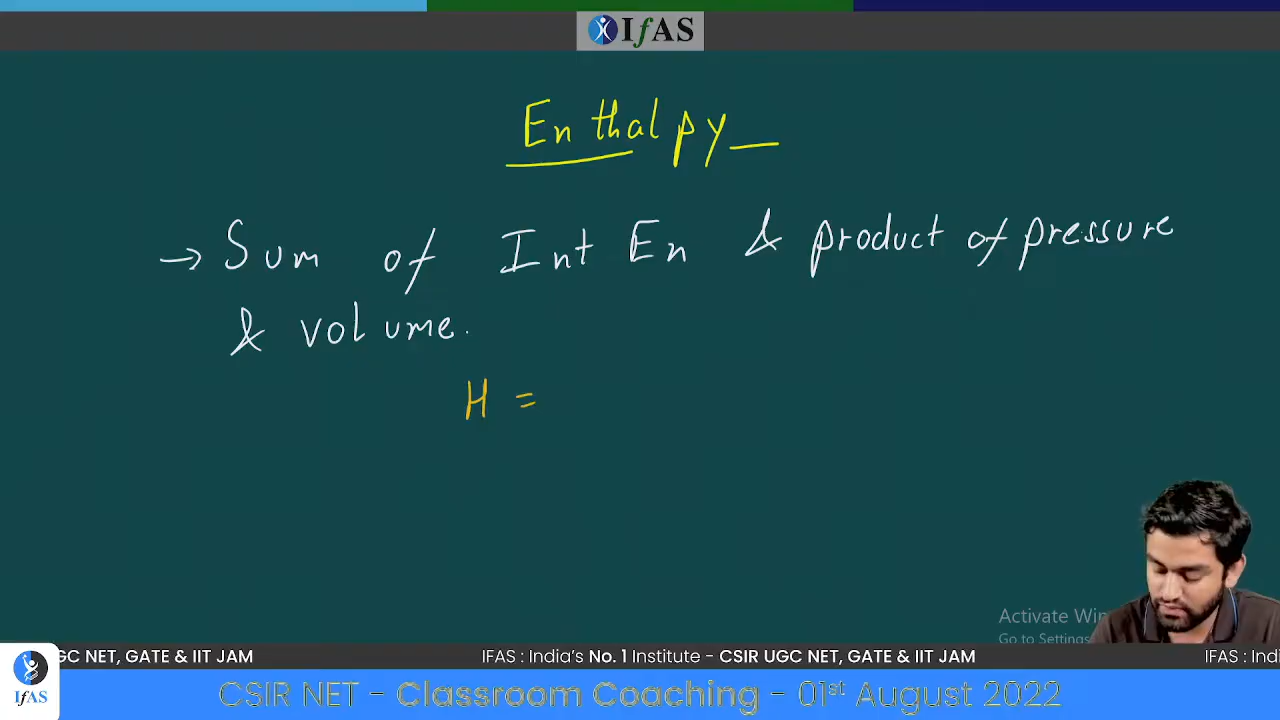 IfAS
Enthalpy
→ Sum of Int En & product of pressure
& volume.
H =
Activate Win
Go to Settings
GC NET, GATE & IIT JAM
IFAS : India's No. 1 Institute - CSIR UGC NET, GATE & IIT JAM
IFAS : Indi
IfAS
CSIR NET - Classroom Coaching - 01st August 2022